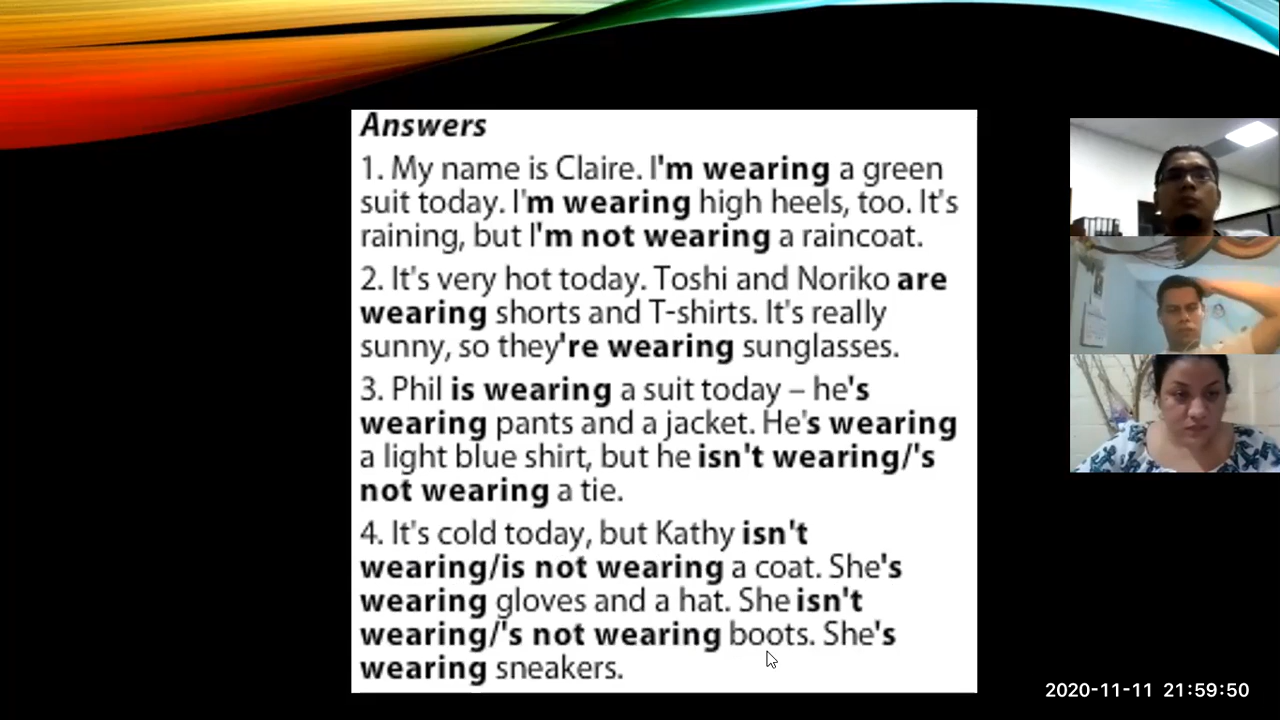 Answers
1. My name is Claire. I'm wearing a green
suit today. I'm wearing high heels, too. It's
raining, but I'm not wearing a raincoat.
2. It's very hot today. Toshi and Noriko are
wearing shorts and T-shirts. It's really
sunny, so they're wearing sunglasses.
3. Phil is wearing a suit today – he's
wearing pants and a jacket. He's wearing
a light blue shirt, but he isn't wearing/'s
not wearing a tie.
4. It's cold today, but Kathy isn't
wearing/is not wearing a coat. She's
wearing gloves and a hat. She isn't
wearing/'s not wearing boots. She's
wearing sneakers.
2020-11-11 21:59:50